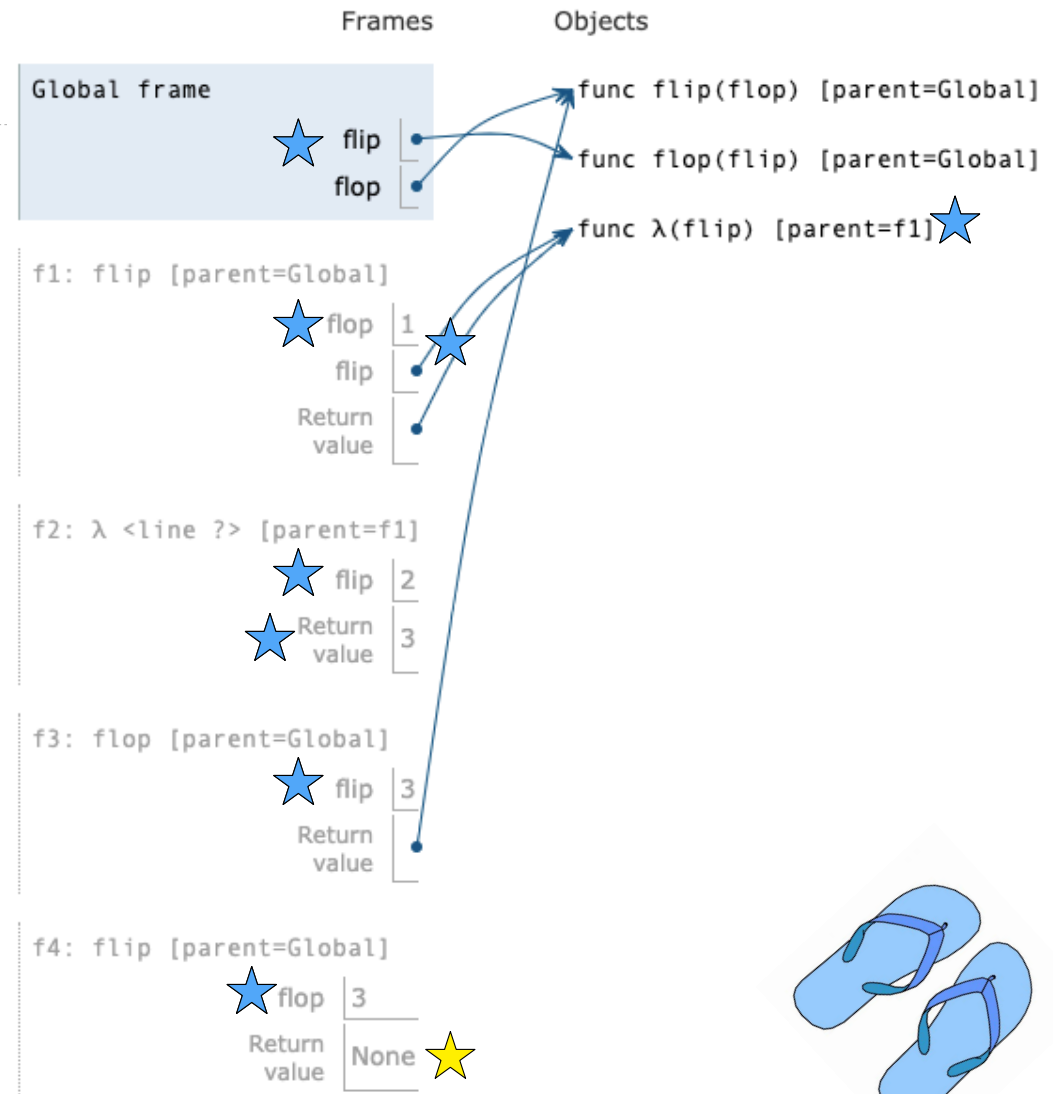 Frames Objects
Global frame
flip
flop
func flip(flop) [parent=Global]
func flop(flip) [parent=Global]
func λ(flip) [parent=f1]
f1: flip [parent=Global]
flop 1
flip
Return
value
f2: λ <line ?> [parent=f1]
flip 2
Return
value 3
f3: flop [parent=Global]
flip 3
Return
value
f4: flip [parent=Global]
flop 3
Return
value None